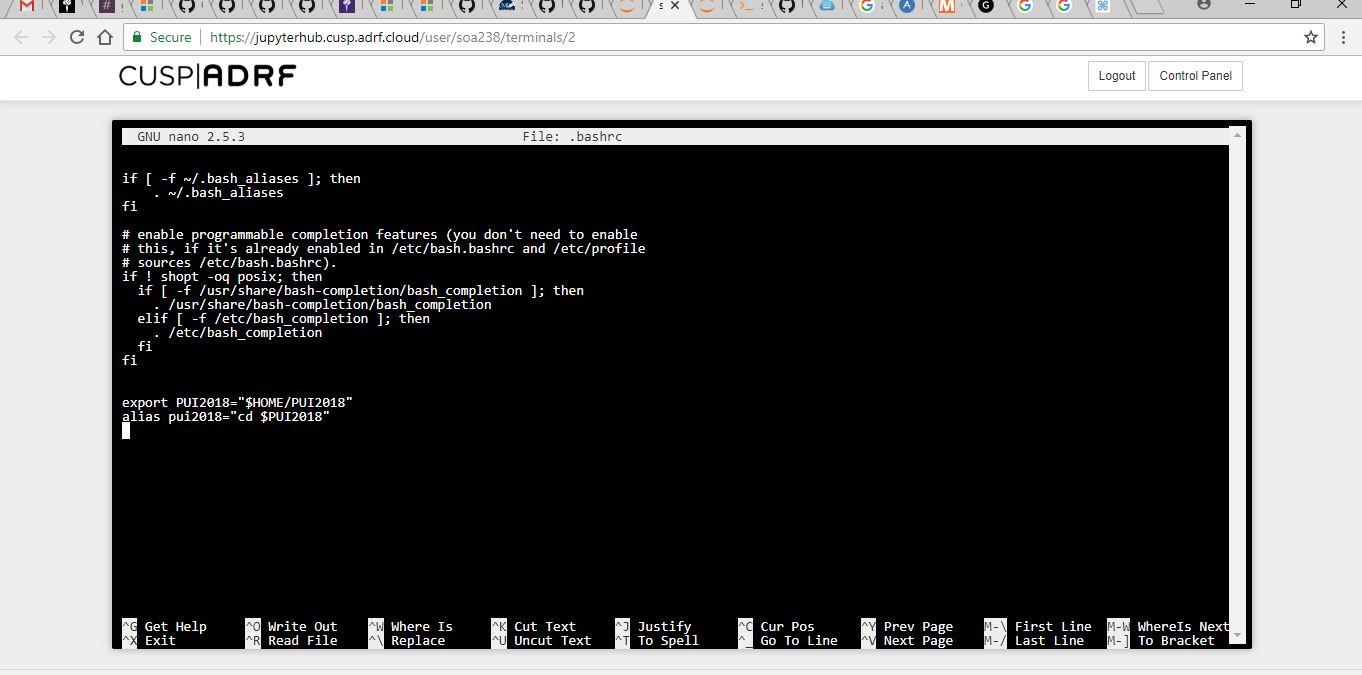 Secure https://jupyterhub.cusp.adrf.cloud/user/soa238/terminals/2
CUSP|ADRF
Logout Control Panel
GNU nano 2.5.3 File: .bashrc
if [ -f ~/.bash_aliases ]; then
. ~/.bash_aliases
fi
# enable programmable completion features (you don't need to enable
# this, if it's already enabled in /etc/bash.bashrc and /etc/profile
# sources /etc/bash.bashrc).
if ! shopt -oq posix; then
if [ -f /usr/share/bash-completion/bash_completion ]; then
. /usr/share/bash-completion/bash_completion
elif [ -f /etc/bash_completion ]; then
. /etc/bash_completion
fi
fi
export PUI2018="$HOME/PUI2018"
alias pui2018="cd $PUI2018"
^G Get Help ^O Write Out ^W Where Is ^K Cut Text ^J Justify ^C Cur Pos ^Y Prev Page M-\ First Line M-W WhereIs Next
^X Exit ^R Read File ^\ Replace ^U Uncut Text ^T To Spell ^_ Go To Line ^V Next Page M-/ Last Line M-] To Bracket